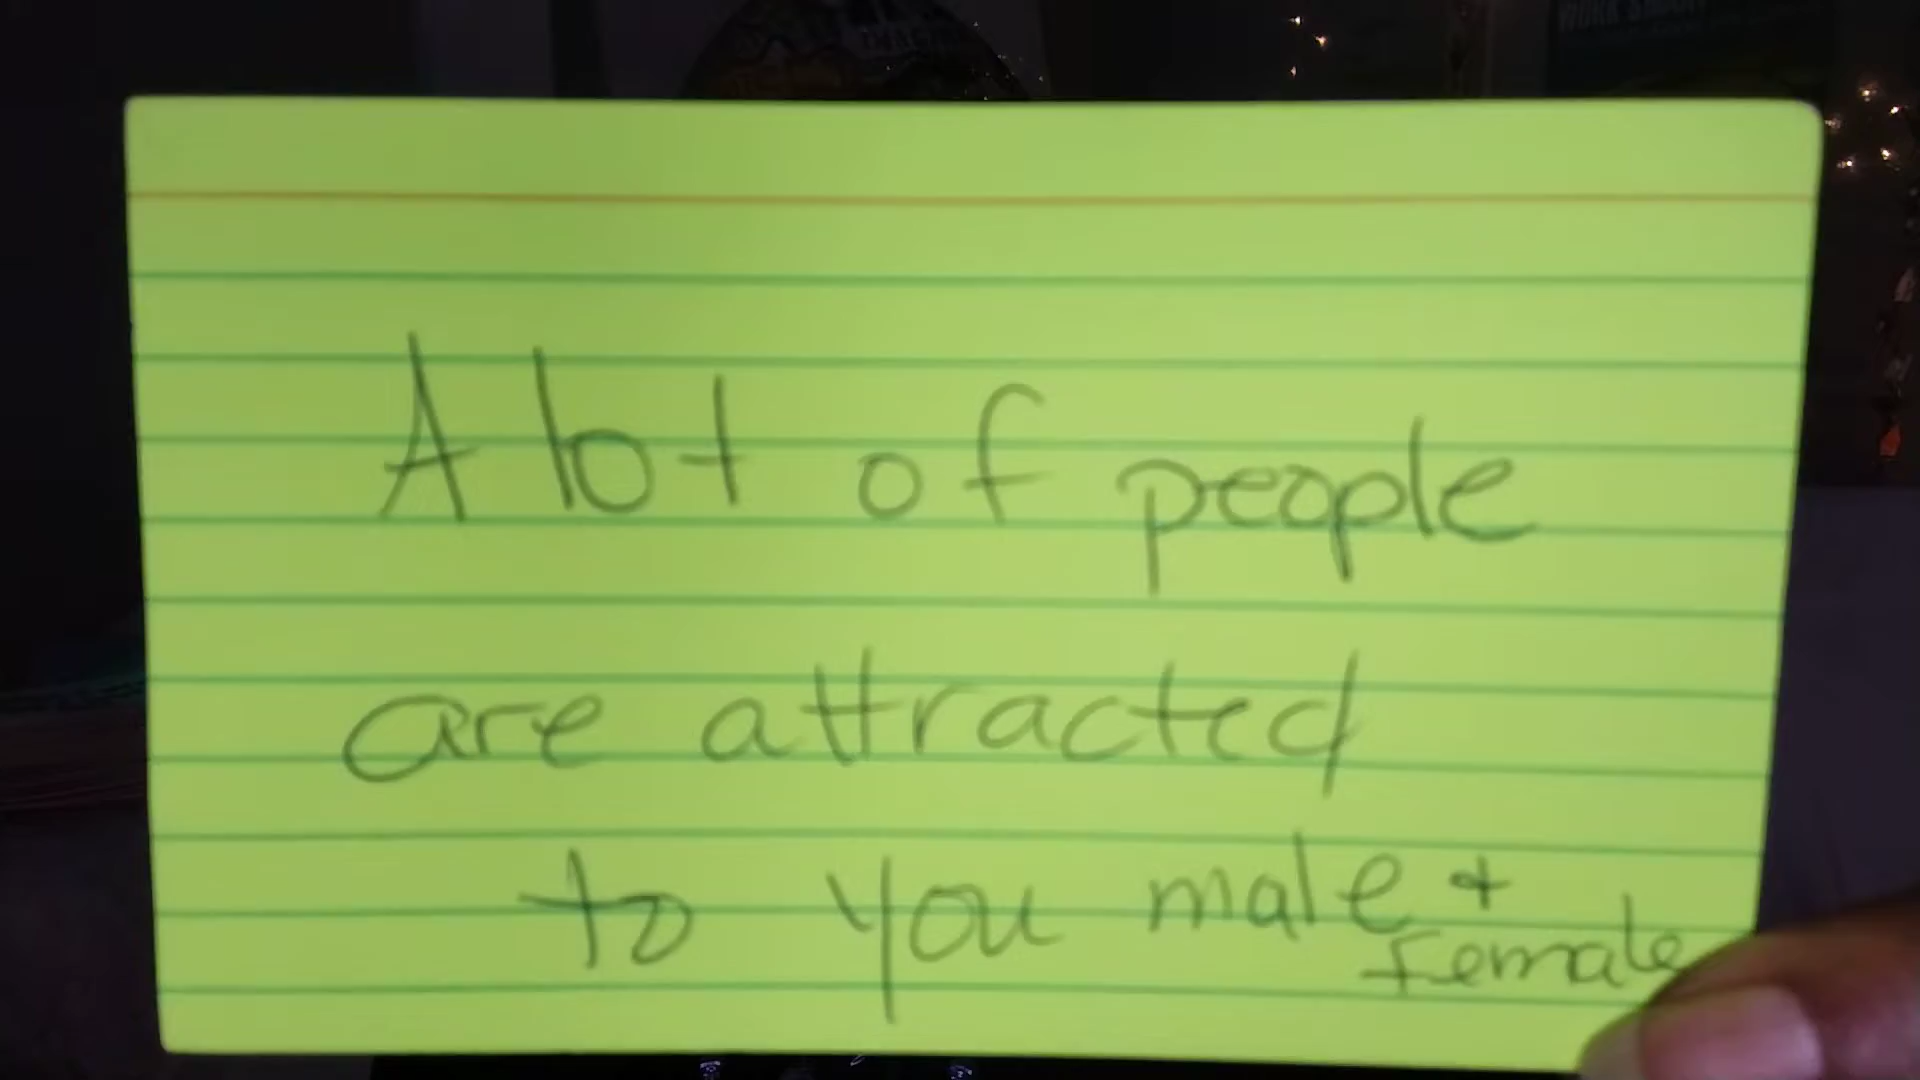 A lot of people
are attracted
to you male +
female